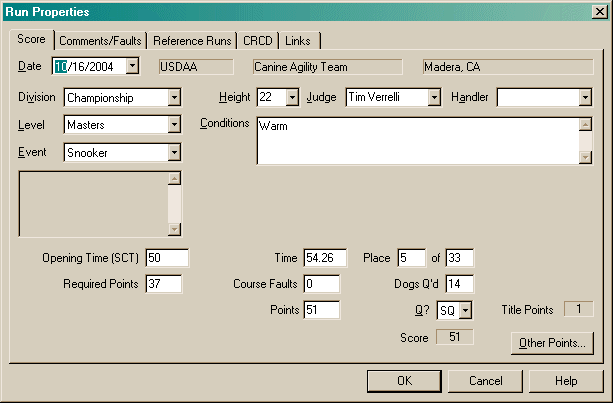 Run Properties
Score Comments/Faults Reference Runs CRCD Links
Date 10/16/2004 USDAA Canine Agility Team Madera, CA
Division Championship Height 22 Judge Tim Verrelli Handler
Level Masters Conditions Warm
Event Snooker
Opening Time (SCT) 50 Time 54.26 Place 5 of 33
Required Points 37 Course Faults 0 Dogs Q'd 14
Points 51 Q? SQ Title Points 1
Score 51 Other Points...
OK Cancel Help